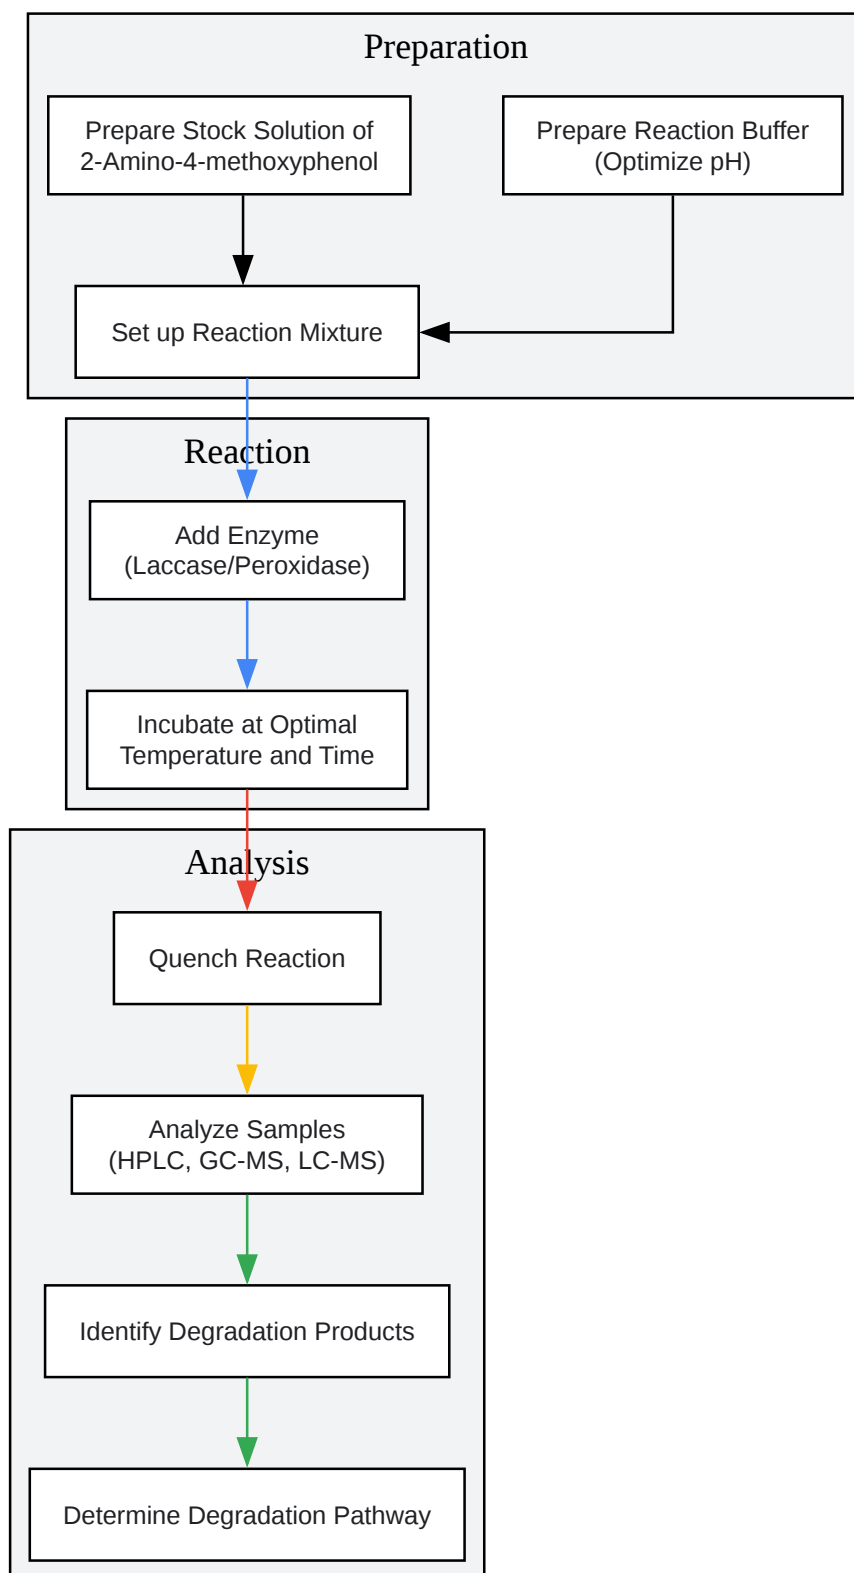 Preparation
Prepare Stock Solution of
2-Amino-4-methoxyphenol
Prepare Reaction Buffer
(Optimize pH)
Set up Reaction Mixture
Reaction
Add Enzyme
(Laccase/Peroxidase)
Incubate at Optimal
Temperature and Time
Analysis
Quench Reaction
Analyze Samples
(HPLC, GC-MS, LC-MS)
Identify Degradation Products
Determine Degradation Pathway